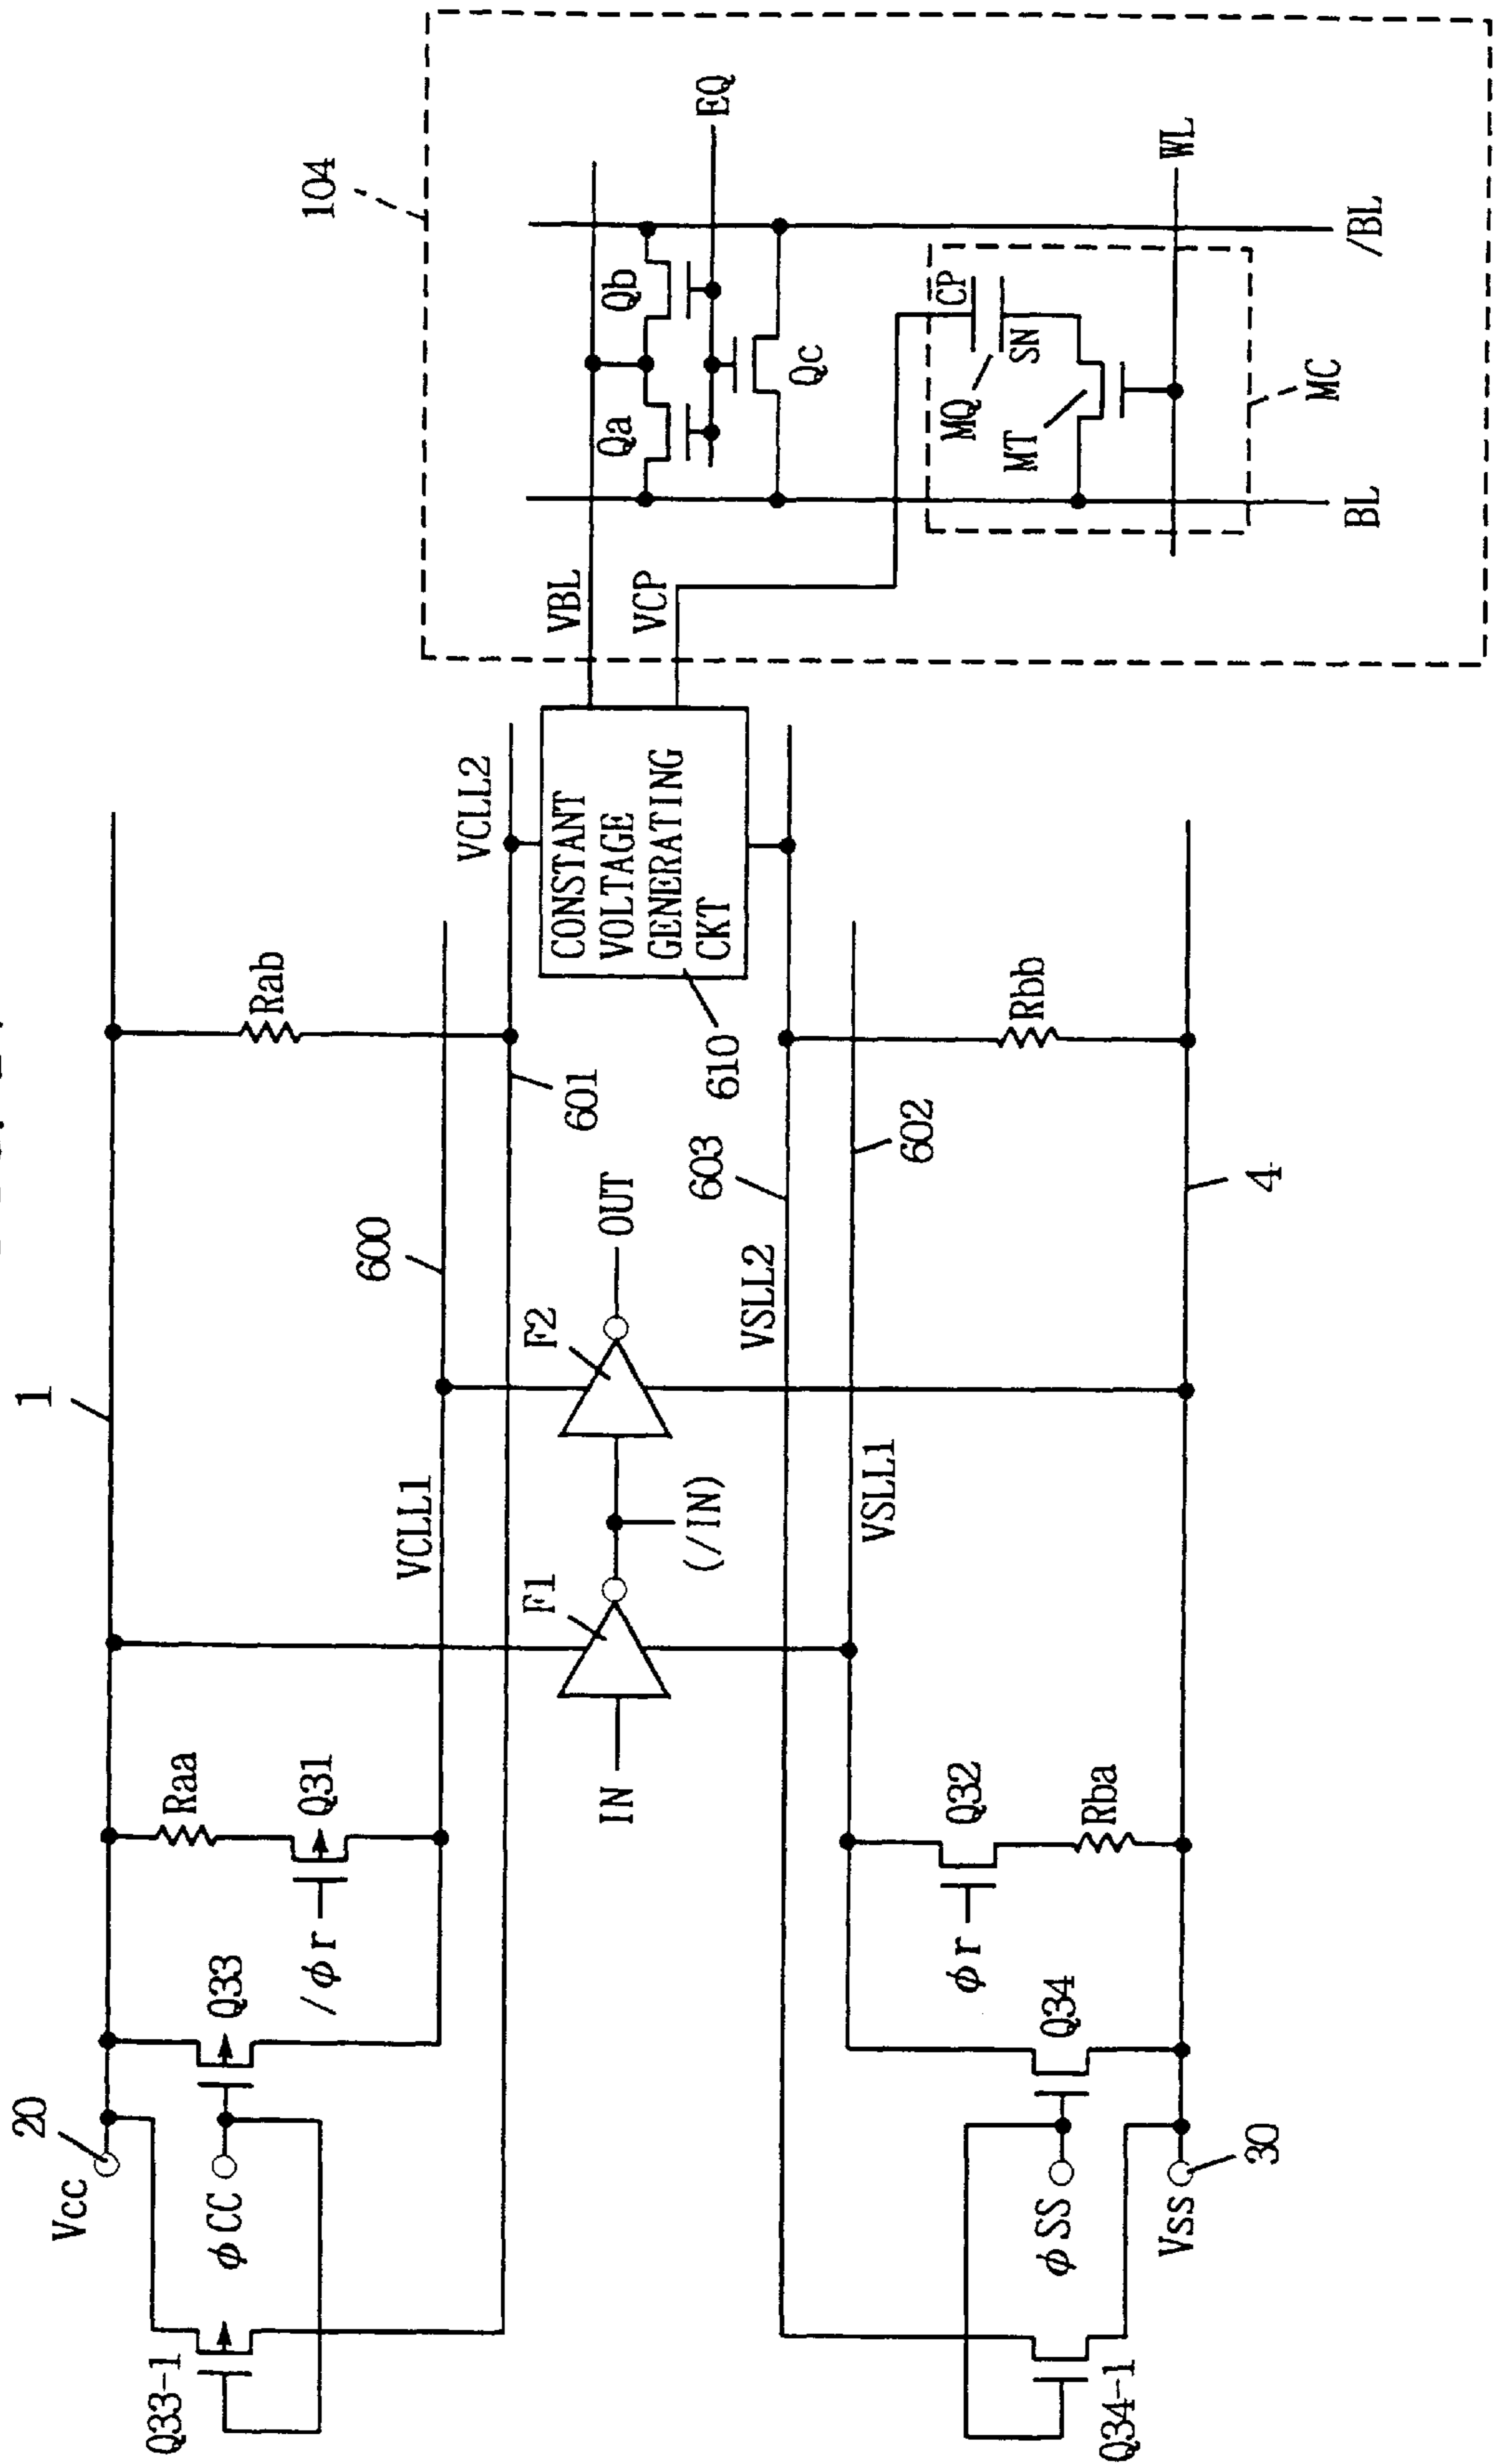 1
Vcc
20
Q33-1
φCC
Q33
/φr
Raa
Q31
VCLL1
600
Rab
601
VCLL2
IN
F1
(/IN)
F2
OUT
CONSTANT
VOLTAGE
GENERATING
CKT
610
VSLL2
603
VSLL1
602
Rbb
4
Q34-1
φSS
Q34
φr
Q32
Rba
Vss
30
104
VBL
VCP
Qa
Qb
EQ
Qc
MQ
CP
SN
MT
MC
WL
BL
/BL